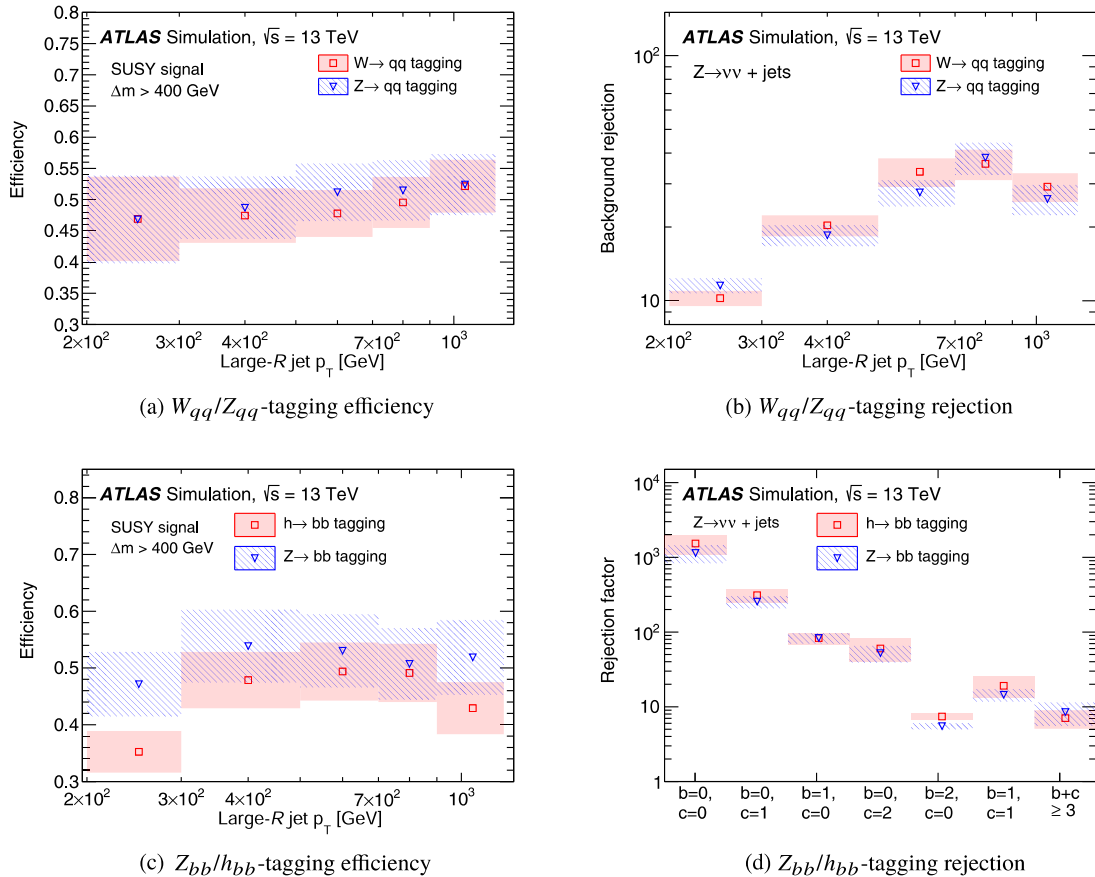 ATLAS Simulation, √s = 13 TeV
SUSY signal
Δm > 400 GeV
W→ qq tagging
Z→ qq tagging
Efficiency
0.8
0.75
0.7
0.65
0.6
0.55
0.5
0.45
0.4
0.35
0.3
2×10² 3×10² 4×10² 7×10² 10³
Large-R jet p_T [GeV]
(a) W_qq/Z_qq-tagging efficiency
ATLAS Simulation, √s = 13 TeV
Z→νν + jets
W→ qq tagging
Z→ qq tagging
Background rejection
10²
10
2×10² 3×10² 4×10² 7×10² 10³
Large-R jet p_T [GeV]
(b) W_qq/Z_qq-tagging rejection
ATLAS Simulation, √s = 13 TeV
SUSY signal
Δm > 400 GeV
h→ bb tagging
Z→ bb tagging
Efficiency
0.8
0.7
0.6
0.5
0.4
0.3
2×10² 3×10² 4×10² 7×10² 10³
Large-R jet p_T [GeV]
(c) Z_bb/h_bb-tagging efficiency
ATLAS Simulation, √s = 13 TeV
Z→νν + jets
h→ bb tagging
Z→ bb tagging
Rejection factor
10⁴
10³
10²
10
1
b=0, b=0, b=1, b=0, b=2, b=1, b+c
c=0 c=1 c=0 c=2 c=0 c=1 ≥ 3
(d) Z_bb/h_bb-tagging rejection